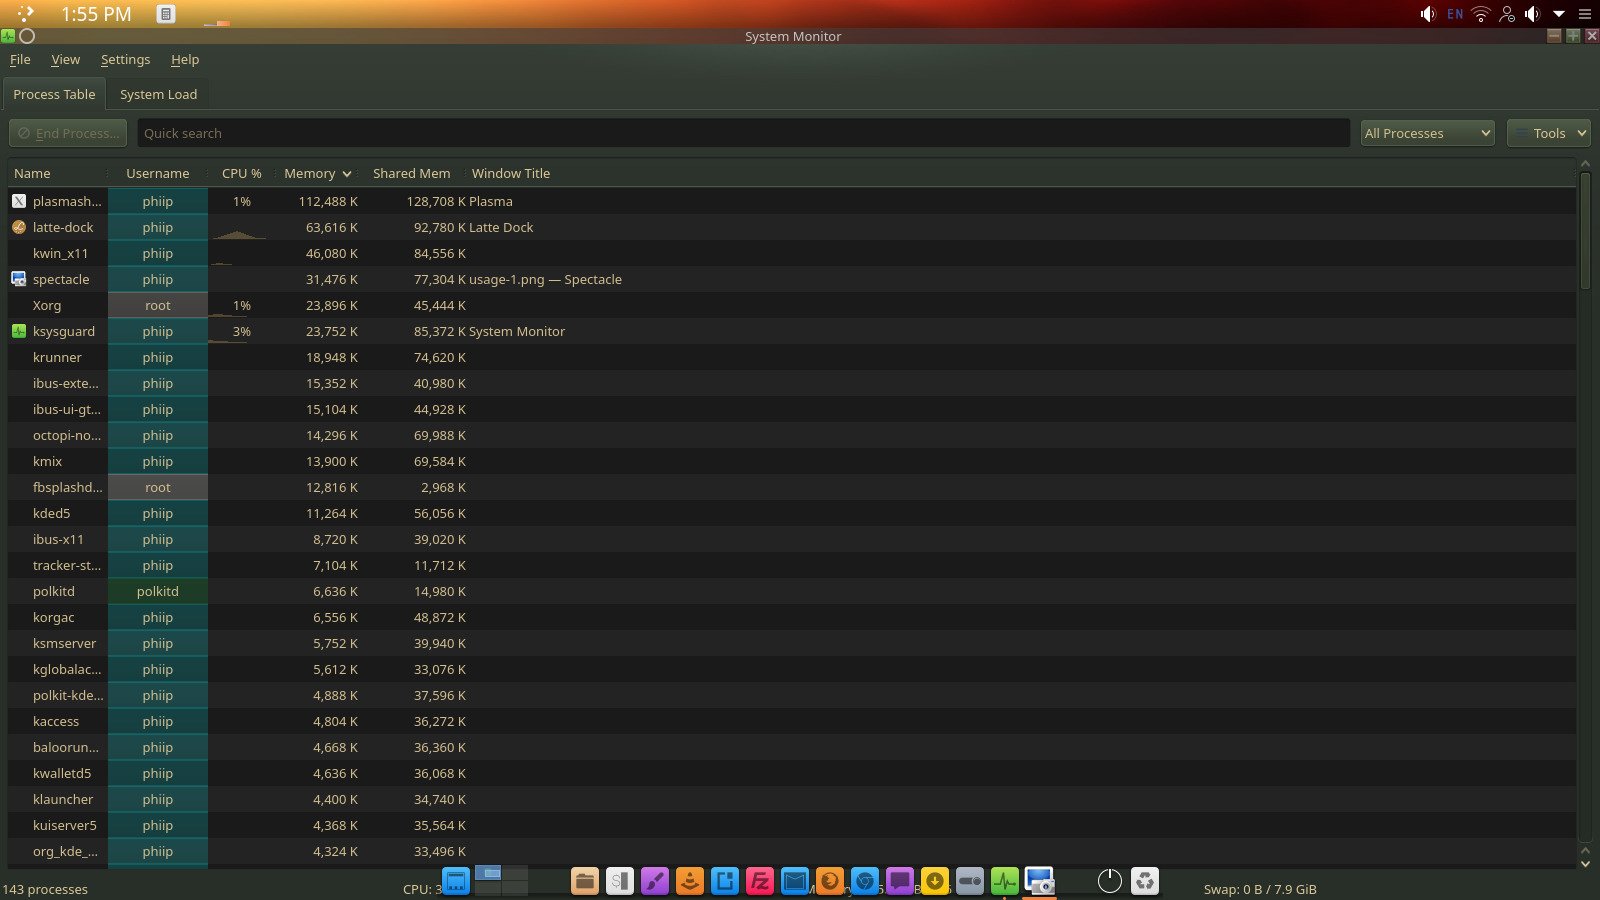 1:55 PM EN
System Monitor
File View Settings Help
Process Table System Load
End Process... Quick search All Processes Tools
Name Username CPU % Memory Shared Mem Window Title
plasmash... phiip 1% 112,488 K 128,708 K Plasma
latte-dock phiip 63,616 K 92,780 K Latte Dock
kwin_x11 phiip 46,080 K 84,556 K
spectacle phiip 31,476 K 77,304 K usage-1.png — Spectacle
Xorg root 1% 23,896 K 45,444 K
ksysguard phiip 3% 23,752 K 85,372 K System Monitor
krunner phiip 18,948 K 74,620 K
ibus-exte... phiip 15,352 K 40,980 K
ibus-ui-gt... phiip 15,104 K 44,928 K
octopi-no... phiip 14,296 K 69,988 K
kmix phiip 13,900 K 69,584 K
fbsplashd... root 12,816 K 2,968 K
kded5 phiip 11,264 K 56,056 K
ibus-x11 phiip 8,720 K 39,020 K
tracker-st... phiip 7,104 K 11,712 K
polkitd polkitd 6,636 K 14,980 K
korgac phiip 6,556 K 48,872 K
ksmserver phiip 5,752 K 39,940 K
kglobalac... phiip 5,612 K 33,076 K
polkit-kde... phiip 4,888 K 37,596 K
kaccess phiip 4,804 K 36,272 K
baloorun... phiip 4,668 K 36,360 K
kwalletd5 phiip 4,636 K 36,068 K
klauncher phiip 4,400 K 34,740 K
kuiserver5 phiip 4,368 K 35,564 K
org_kde_... phiip 4,324 K 33,496 K
143 processes CPU: 3 Swap: 0 B / 7.9 GiB